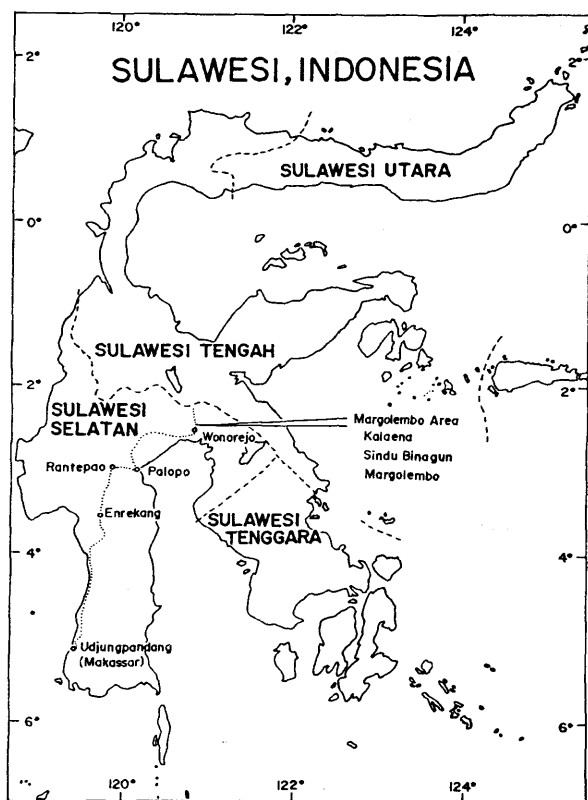 120° 122° 124°
2° 2°
SULAWESI, INDONESIA
SULAWESI UTARA
0° 0°
SULAWESI TENGAH
2° 2°
SULAWESI
SELATAN
Margolembo Area
Wonorejo
Kalaena
Sindu Binagun
Rantepao
Palopo
Margolembo
Enrekang
SULAWESI
TENGGARA
4° 4°
Udjungpandang
(Makassar)
6° 6°
120° 122° 124°